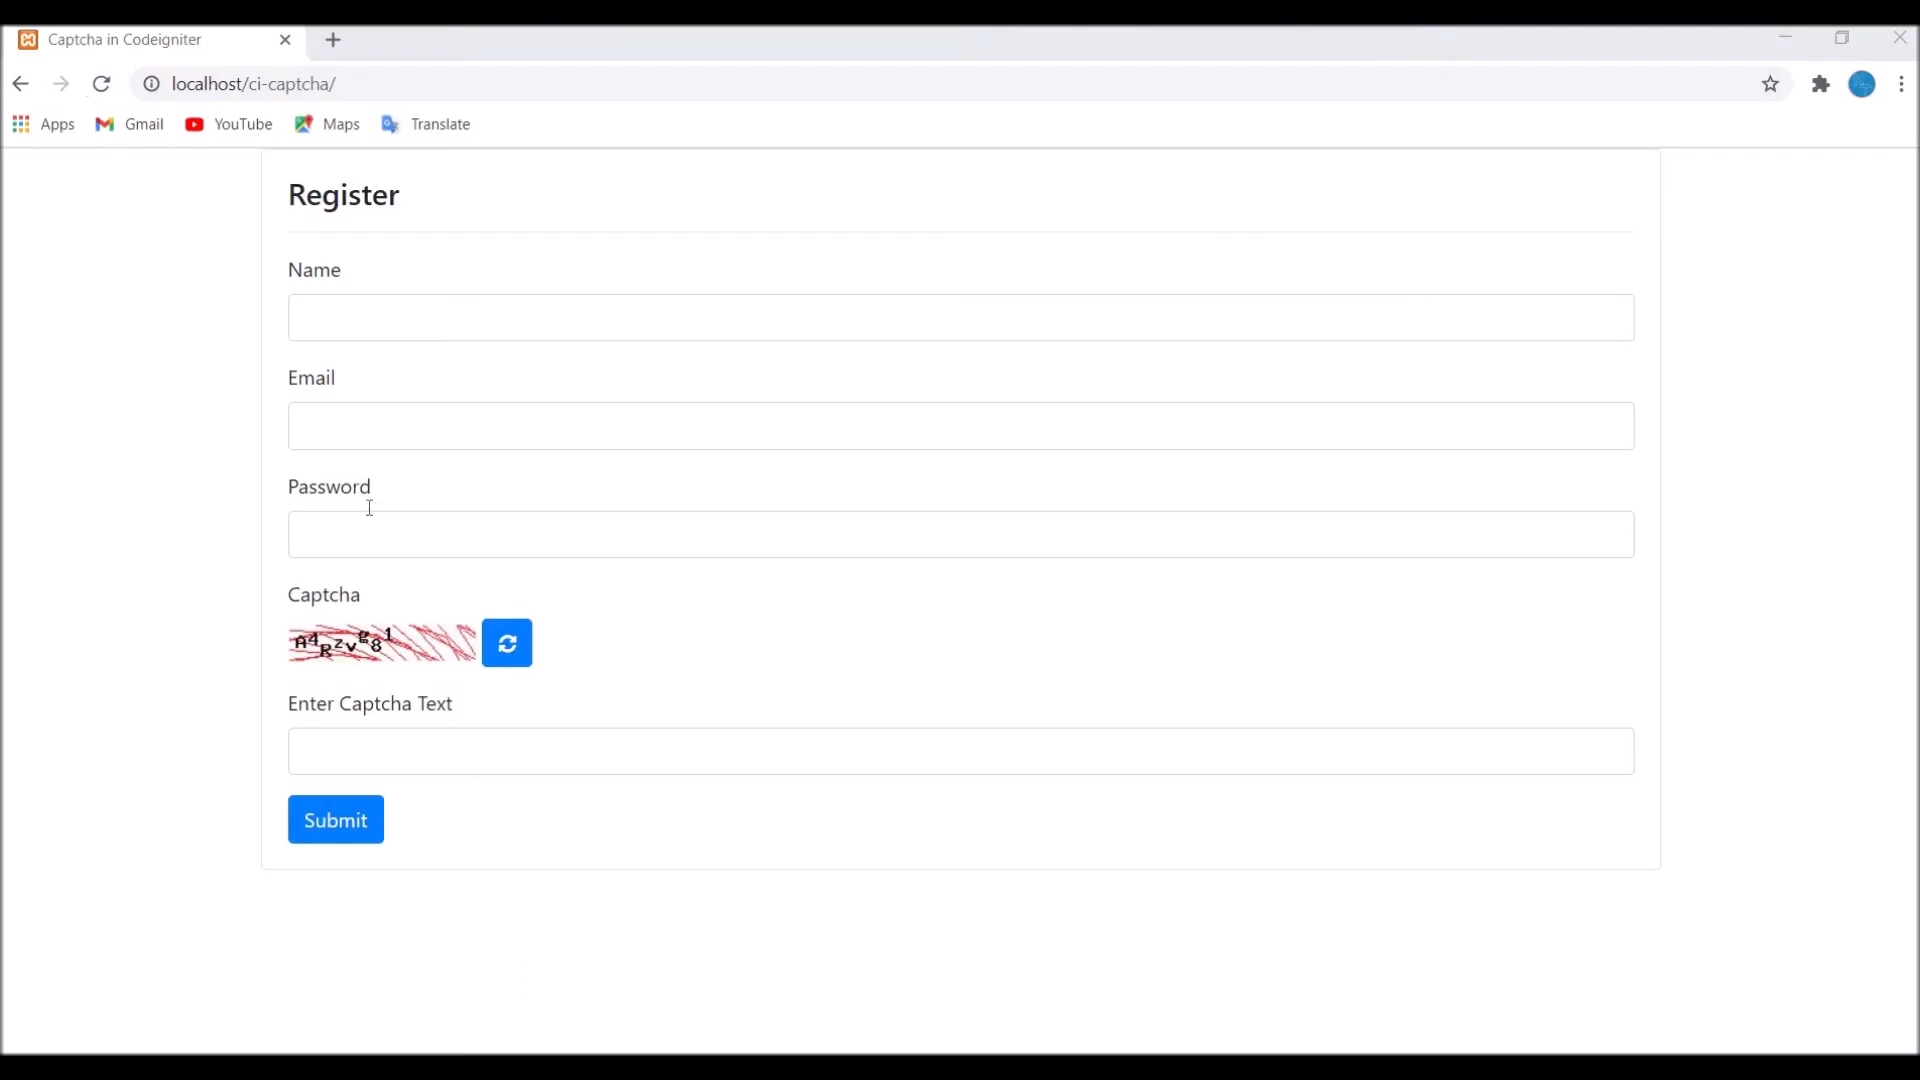 Captcha in Codeigniter
localhost/ci-captcha/
Apps Gmail YouTube Maps Translate
Register
Name
Email
Password
Captcha
A4Rzvg81
Enter Captcha Text
Submit